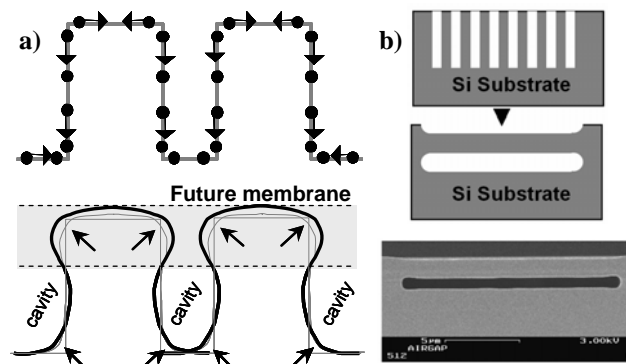 a)
b)
Si Substrate
Si Substrate
Future membrane
cavity
cavity
cavity
5µm
3.00kV
AIRGAP
512